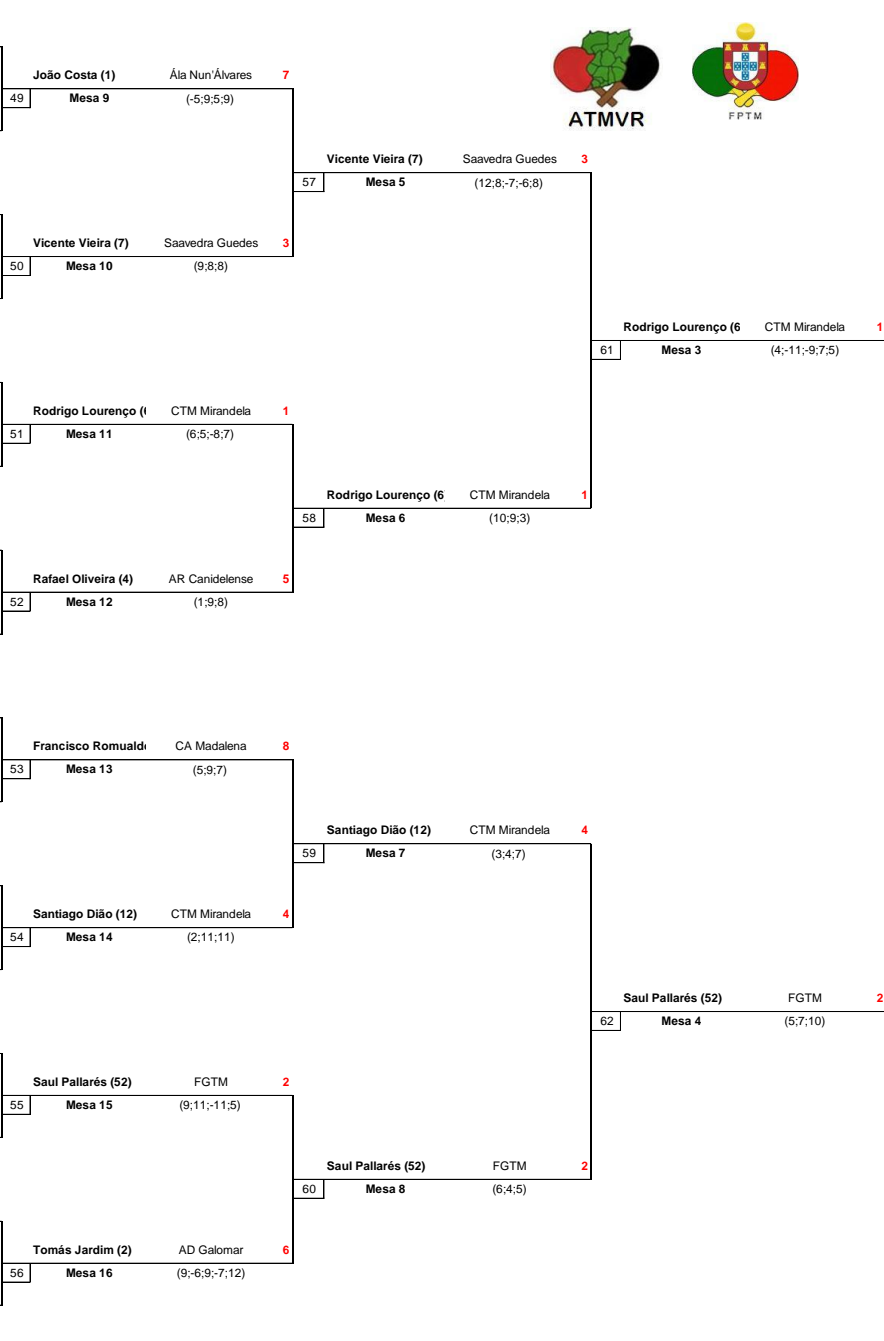 ATMVR
FPTM
João Costa (1) Ála Nun'Álvares 7
49 Mesa 9 (-5;9;5;9)
Vicente Vieira (7) Saavedra Guedes 3
57 Mesa 5 (12;8;-7;-6;8)
Vicente Vieira (7) Saavedra Guedes 3
50 Mesa 10 (9;8;8)
Rodrigo Lourenço (6 CTM Mirandela 1
61 Mesa 3 (4;-11;-9;7;5)
Rodrigo Lourenço ( CTM Mirandela 1
51 Mesa 11 (6;5;-8;7)
Rodrigo Lourenço (6 CTM Mirandela 1
58 Mesa 6 (10;9;3)
Rafael Oliveira (4) AR Canidelense 5
52 Mesa 12 (1;9;8)
Francisco Romuald CA Madalena 8
53 Mesa 13 (5;9;7)
Santiago Dião (12) CTM Mirandela 4
59 Mesa 7 (3;4;7)
Santiago Dião (12) CTM Mirandela 4
54 Mesa 14 (2;11;11)
Saul Pallarés (52) FGTM 2
62 Mesa 4 (5;7;10)
Saul Pallarés (52) FGTM 2
55 Mesa 15 (9;11;-11;5)
Saul Pallarés (52) FGTM 2
60 Mesa 8 (6;4;5)
Tomás Jardim (2) AD Galomar 6
56 Mesa 16 (9;-6;9;-7;12)